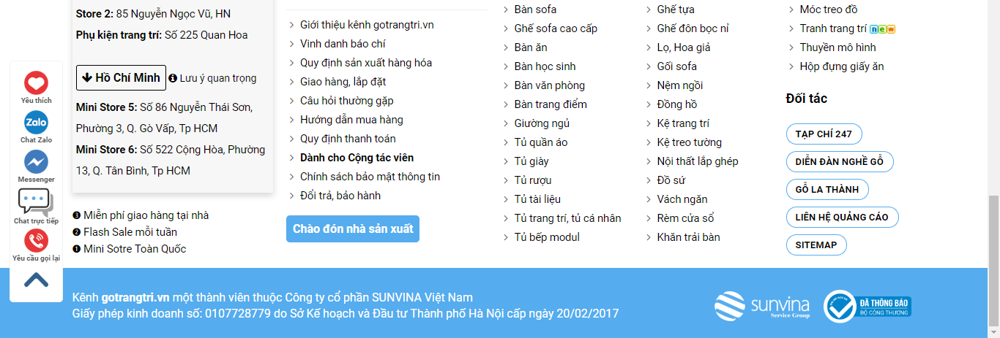 Store 2: 85 Nguyễn Ngọc Vũ, HN
Phụ kiện trang trí: Số 225 Quan Hoa
Hồ Chí Minh Lưu ý quan trọng
Mini Store 5: Số 86 Nguyễn Thái Sơn,
Phường 3, Q. Gò Vấp, Tp HCM
Mini Store 6: Số 522 Cộng Hòa, Phường
13, Q. Tân Bình, Tp HCM
❸ Miễn phí giao hàng tại nhà
❷ Flash Sale mỗi tuần
❶ Mini Sotre Toàn Quốc
Yêu thích
Zalo
Chat Zalo
Messenger
Chat trực tiếp
Yêu cầu gọi lại
Giới thiệu kênh gotrangtri.vn
Vinh danh báo chí
Quy định sản xuất hàng hóa
Giao hàng, lắp đặt
Câu hỏi thường gặp
Hướng dẫn mua hàng
Quy định thanh toán
Dành cho Cộng tác viên
Chính sách bảo mật thông tin
Đổi trả, bảo hành
Chào đón nhà sản xuất
Bàn sofa
Ghế sofa cao cấp
Bàn ăn
Bàn học sinh
Bàn văn phòng
Bàn trang điểm
Giường ngủ
Tủ quần áo
Tủ giày
Tủ rượu
Tủ tài liệu
Tủ trang trí, tủ cá nhân
Tủ bếp modul
Ghế tựa
Ghế đôn bọc nỉ
Lọ, Hoa giả
Gối sofa
Nệm ngồi
Đồng hồ
Kệ trang trí
Kệ treo tường
Nội thất lắp ghép
Đồ sứ
Vách ngăn
Rèm cửa sổ
Khăn trải bàn
Móc treo đồ
Tranh trang trí new
Thuyền mô hình
Hộp đựng giấy ăn
Đối tác
TẠP CHÍ 247
DIỄN ĐÀN NGHỀ GỖ
GỖ LA THÀNH
LIÊN HỆ QUẢNG CÁO
SITEMAP
Kênh gotrangtri.vn một thành viên thuộc Công ty cổ phần SUNVINA Việt Nam
Giấy phép kinh doanh số: 0107728779 do Sở Kế hoạch và Đầu tư Thành phố Hà Nội cấp ngày 20/02/2017
sunvina
Service Group
ĐÃ THÔNG BÁO
BỘ CÔNG THƯƠNG